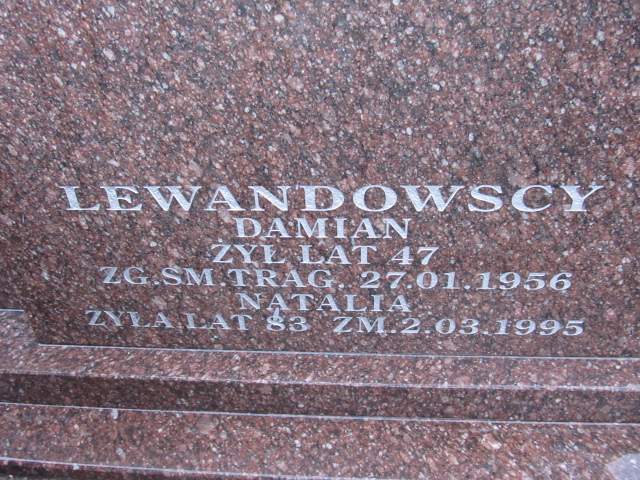 LEWANDOWSCY
DAMIAN
ŻYŁ LAT 47
ZG.SM.TRAG. 27.01.1956
NATALIA
ŻYŁA LAT 83 ZM.2.03.1995